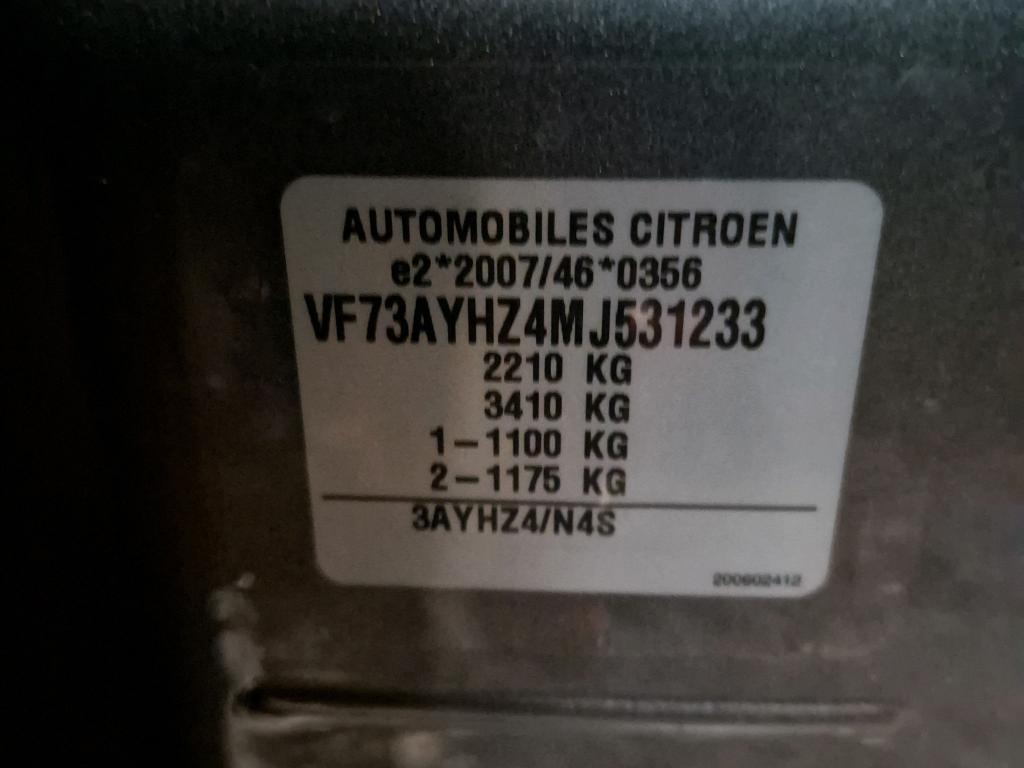 AUTOMOBILES CITROEN
e2*2007/46*0356
VF73AYHZ4MJ531233
2210 KG
3410 KG
1-1100 KG
2-1175 KG
3AYHZ4/N4S
200602412